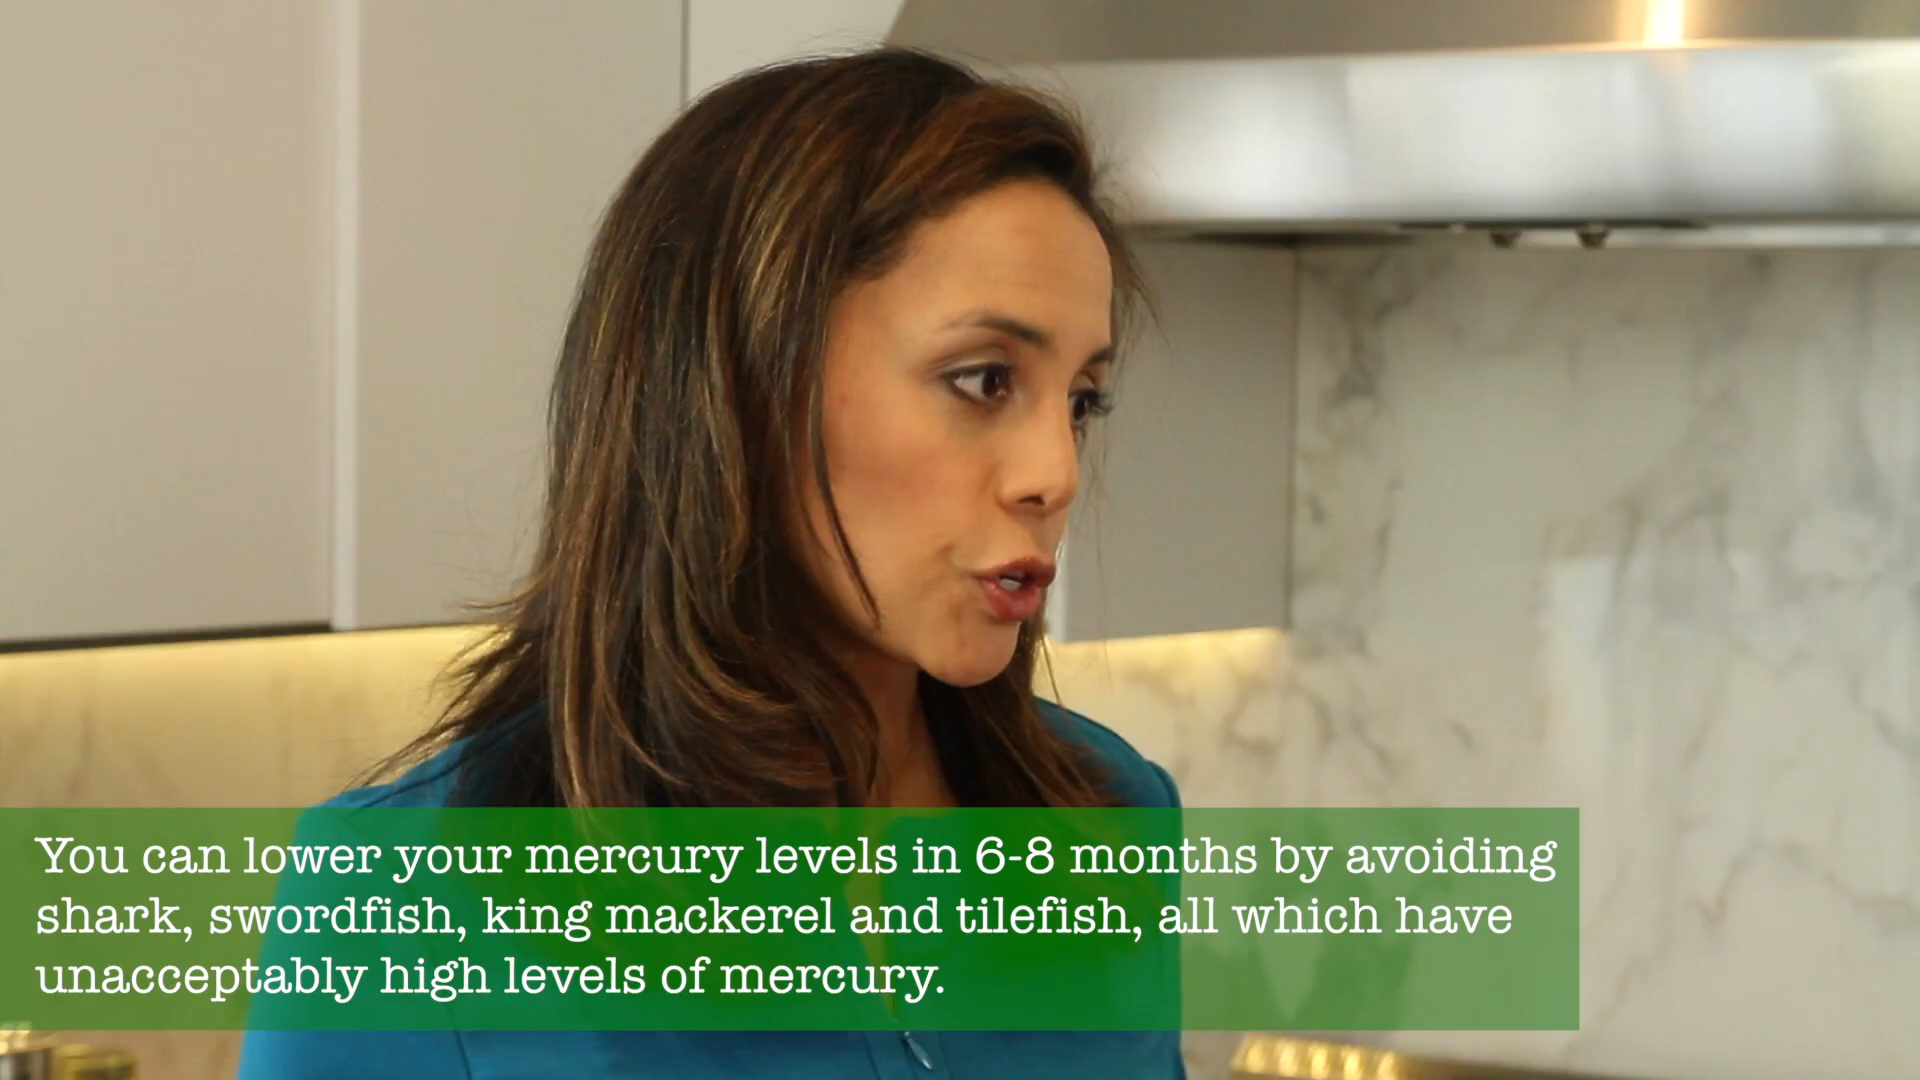 You can lower your mercury levels in 6-8 months by avoiding
shark, swordfish, king mackerel and tilefish, all which have
unacceptably high levels of mercury.